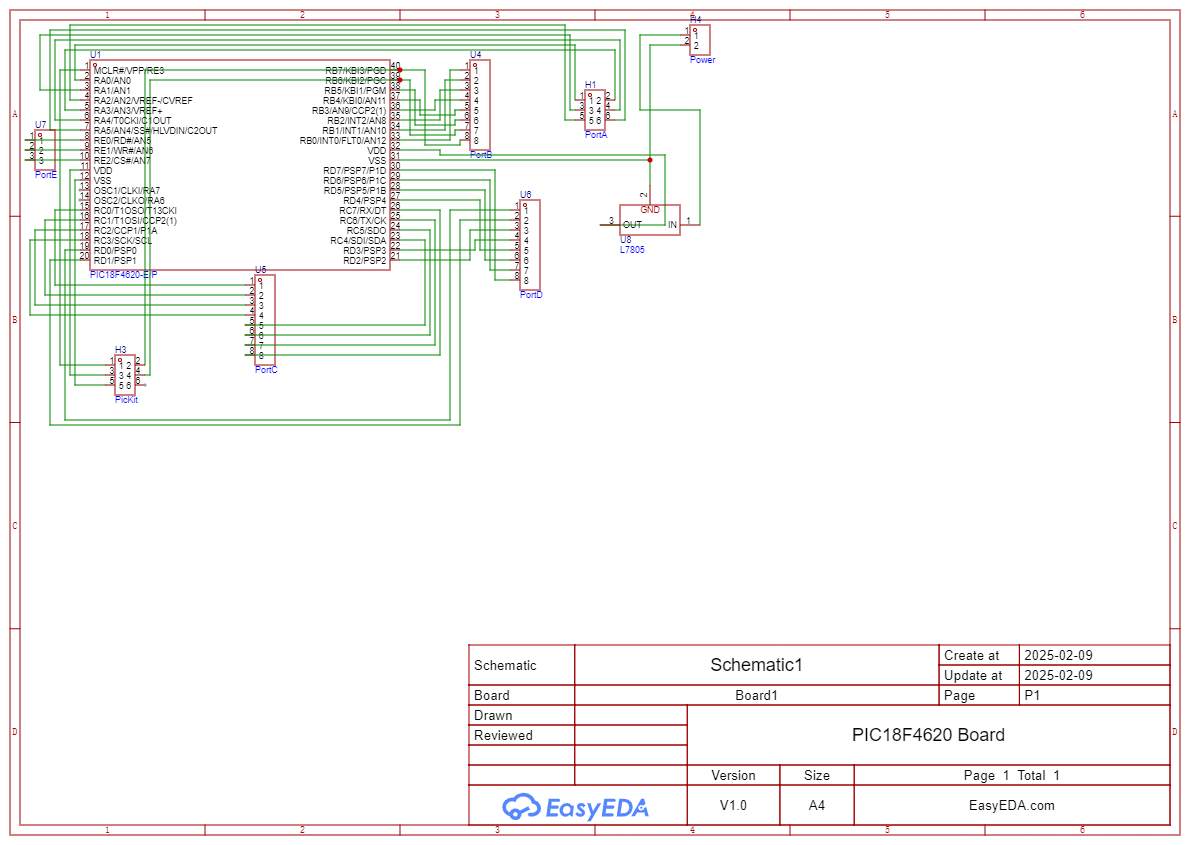 1 2 3 4 5 6
A
B
C
D
A
B
C
D
H4
1
2
1
2
Power
U1
MCLR#/VPP/RE3
RA0/AN0
RA1/AN1
RA2/AN2/VREF-/CVREF
RA3/AN3/VREF+
RA4/T0CKI/C1OUT
RA5/AN4/SS#/HLVDIN/C2OUT
RE0/RD#/AN5
RE1/WR#/AN6
RE2/CS#/AN7
VDD
VSS
OSC1/CLKI/RA7
OSC2/CLKO/RA6
RC0/T1OSO/T13CKI
RC1/T1OSI/CCP2(1)
RC2/CCP1/P1A
RC3/SCK/SCL
RD0/PSP0
RD1/PSP1
1
2
3
4
5
6
7
8
9
10
11
12
13
14
15
16
17
18
19
20
RB7/KBI3/PGD
RB6/KBI2/PGC
RB5/KBI1/PGM
RB4/KBI0/AN11
RB3/AN9/CCP2(1)
RB2/INT2/AN8
RB1/INT1/AN10
RB0/INT0/FLT0/AN12
VDD
VSS
RD7/PSP7/P1D
RD6/PSP6/P1C
RD5/PSP5/P1B
RD4/PSP4
RC7/RX/DT
RC6/TX/CK
RC5/SDO
RC4/SDI/SDA
RD3/PSP3
RD2/PSP2
40
39
38
37
36
35
34
33
32
31
30
29
28
27
26
25
24
23
22
21
PIC18F4620-E/P
U4
1
2
3
4
5
6
7
8
1
2
3
4
5
6
7
8
PortB
H1
1 2
3 4
5 6
1 2
3 4
5 6
PortA
U7
1
2
3
1
2
3
PortE
U6
1
2
3
4
5
6
7
8
1
2
3
4
5
6
7
8
PortD
2
GND
3 OUT IN 1
U8
L7805
U5
1
2
3
4
5
6
7
8
1
2
3
4
5
6
7
8
PortC
H3
1 2
3 4
5 6
1 2
3 4
5 6
PicKit
Schematic Schematic1 Create at 2025-02-09
Update at 2025-02-09
Board Board1 Page P1
Drawn
Reviewed
PIC18F4620 Board
Version Size Page 1 Total 1
EasyEDA V1.0 A4 EasyEDA.com
1 2 3 4 5 6